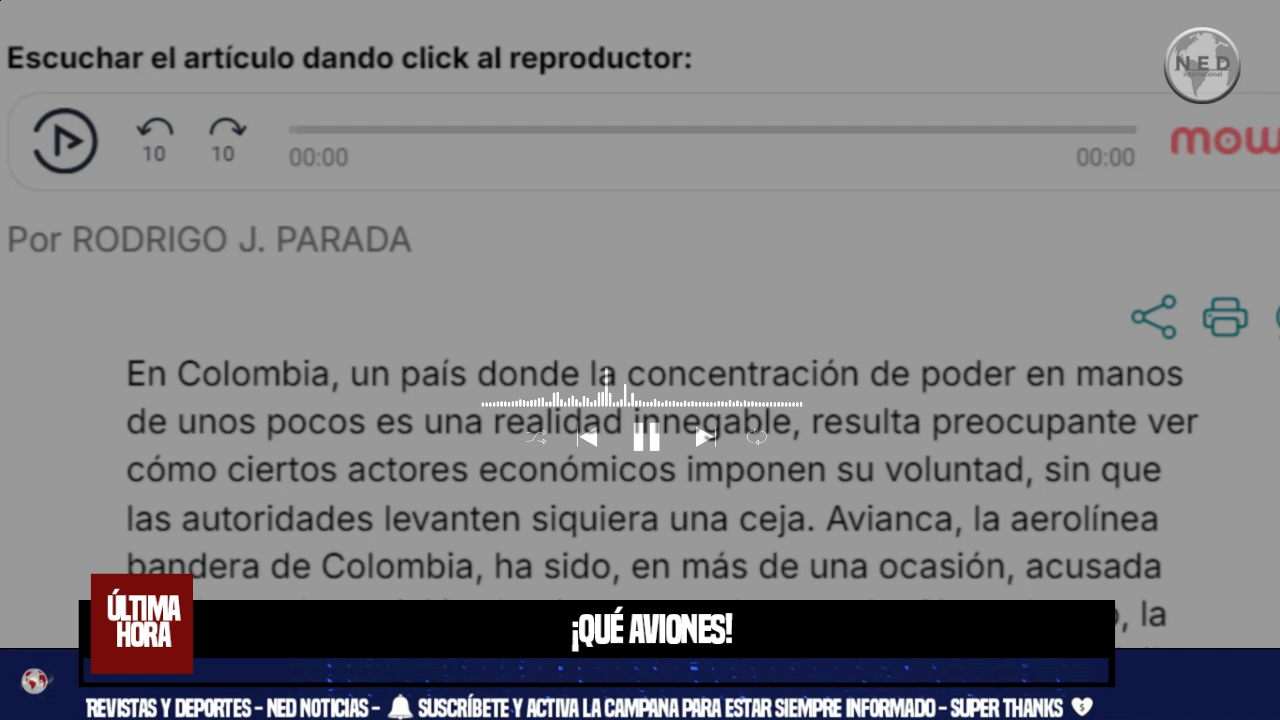 Escuchar el artículo dando click al reproductor:
NED
internacional
10
10
00:00
00:00
mow
Por RODRIGO J. PARADA
En Colombia, un país donde la concentración de poder en manos
de unos pocos es una realidad innegable, resulta preocupante ver
cómo ciertos actores económicos imponen su voluntad, sin que
las autoridades levanten siquiera una ceja. Avianca, la aerolínea
bandera de Colombia, ha sido, en más de una ocasión, acusada
la
ÚLTIMA
HORA
¡QUÉ AVIONES!
REVISTAS Y DEPORTES - NED NOTICIAS - SUSCRÍBETE Y ACTIVA LA CAMPANA PARA ESTAR SIEMPRE INFORMADO - SUPER THANKS